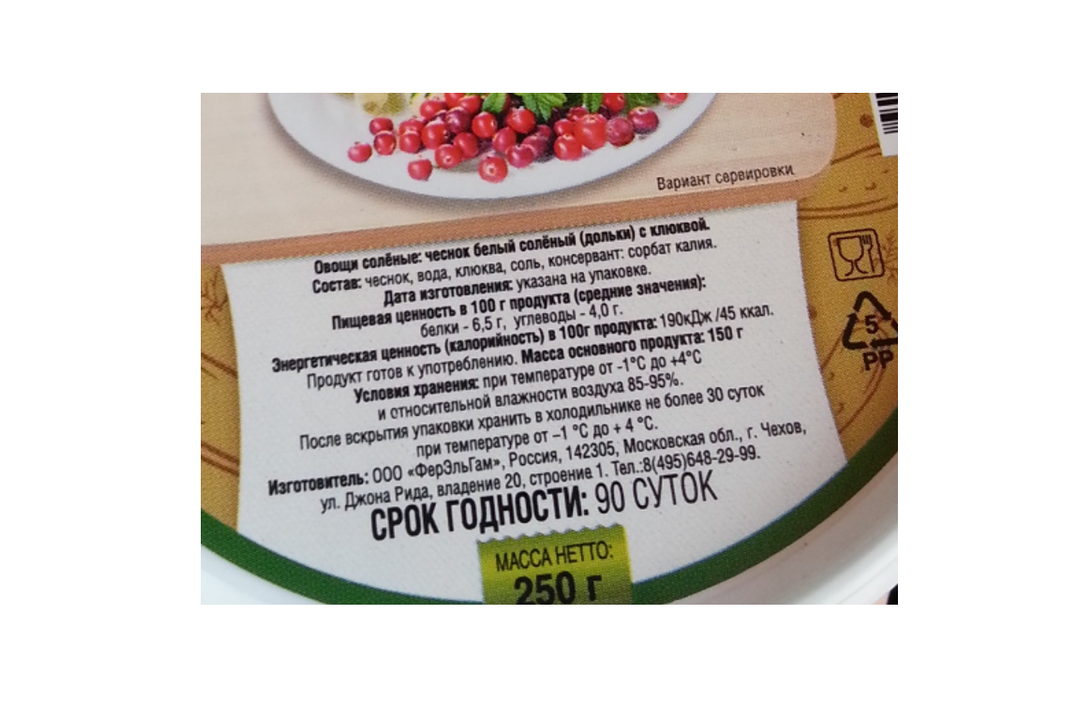 Вариант сервировки
Овощи солёные: чеснок белый солёный (дольки) с клюквой.
Состав: чеснок, вода, клюква, соль, консервант: сорбат калия.
Дата изготовления: указана на упаковке.
Пищевая ценность в 100 г продукта (средние значения):
белки - 6,5 г, углеводы - 4,0 г.
Энергетическая ценность (калорийность) в 100г продукта: 190кДж /45 ккал.
Продукт готов к употреблению. Масса основного продукта: 150 г
Условия хранения: при температуре от -1°С до +4°С
и относительной влажности воздуха 85-95%.
После вскрытия упаковки хранить в холодильнике не более 30 суток
при температуре от –1 °С до + 4 °С.
Изготовитель: ООО «ФерЭльГам», Россия, 142305, Московская обл., г. Чехов,
ул. Джона Рида, владение 20, строение 1. Тел.:8(495)648-29-99.
СРОК ГОДНОСТИ: 90 СУТОК
МАССА НЕТТО:
250 г
5
PP